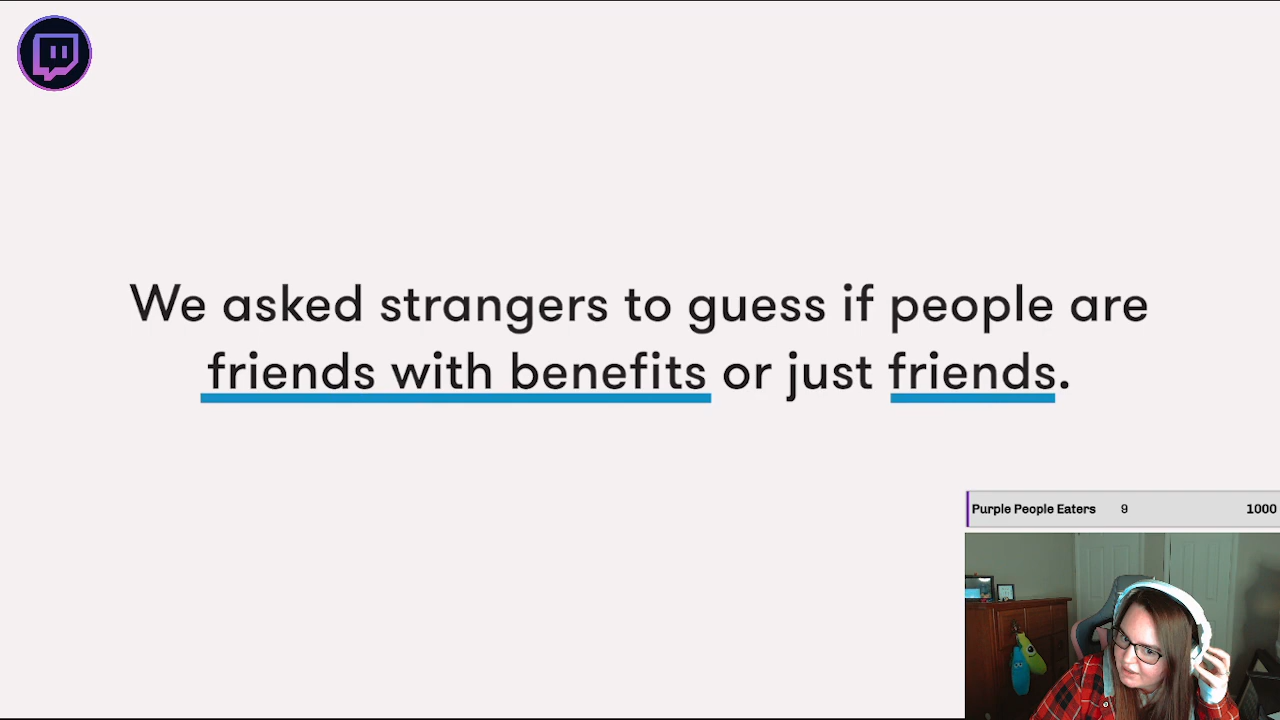 We asked strangers to guess if people are
friends with benefits or just friends.
Purple People Eaters 9 1000